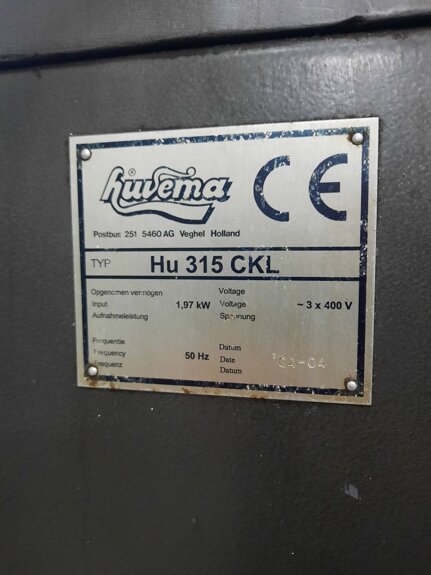 huvema
CE
Postbus 251 5460 AG Veghel Holland
TYP Hu 315 CKL
Opgenomen vermogen Voltage
Input 1,97 kW Voltage ~ 3 x 400 V
Aufnahmeleistung Spannung
Frequentie Datum
Frequency 50 Hz Date '04-04
Frequenz Datum